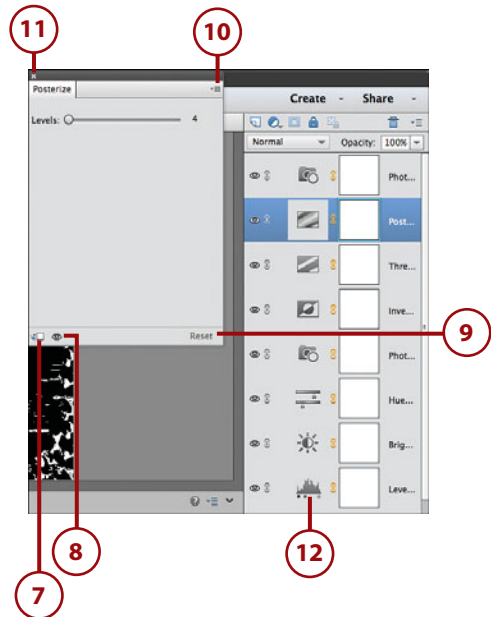 11
10
Posterize
Create - Share -
Levels: 4
Normal Opacity: 100%
Phot...
Post...
Thre...
Inve...
Reset
9
Phot...
Hue...
Brig...
Leve...
8
12
7